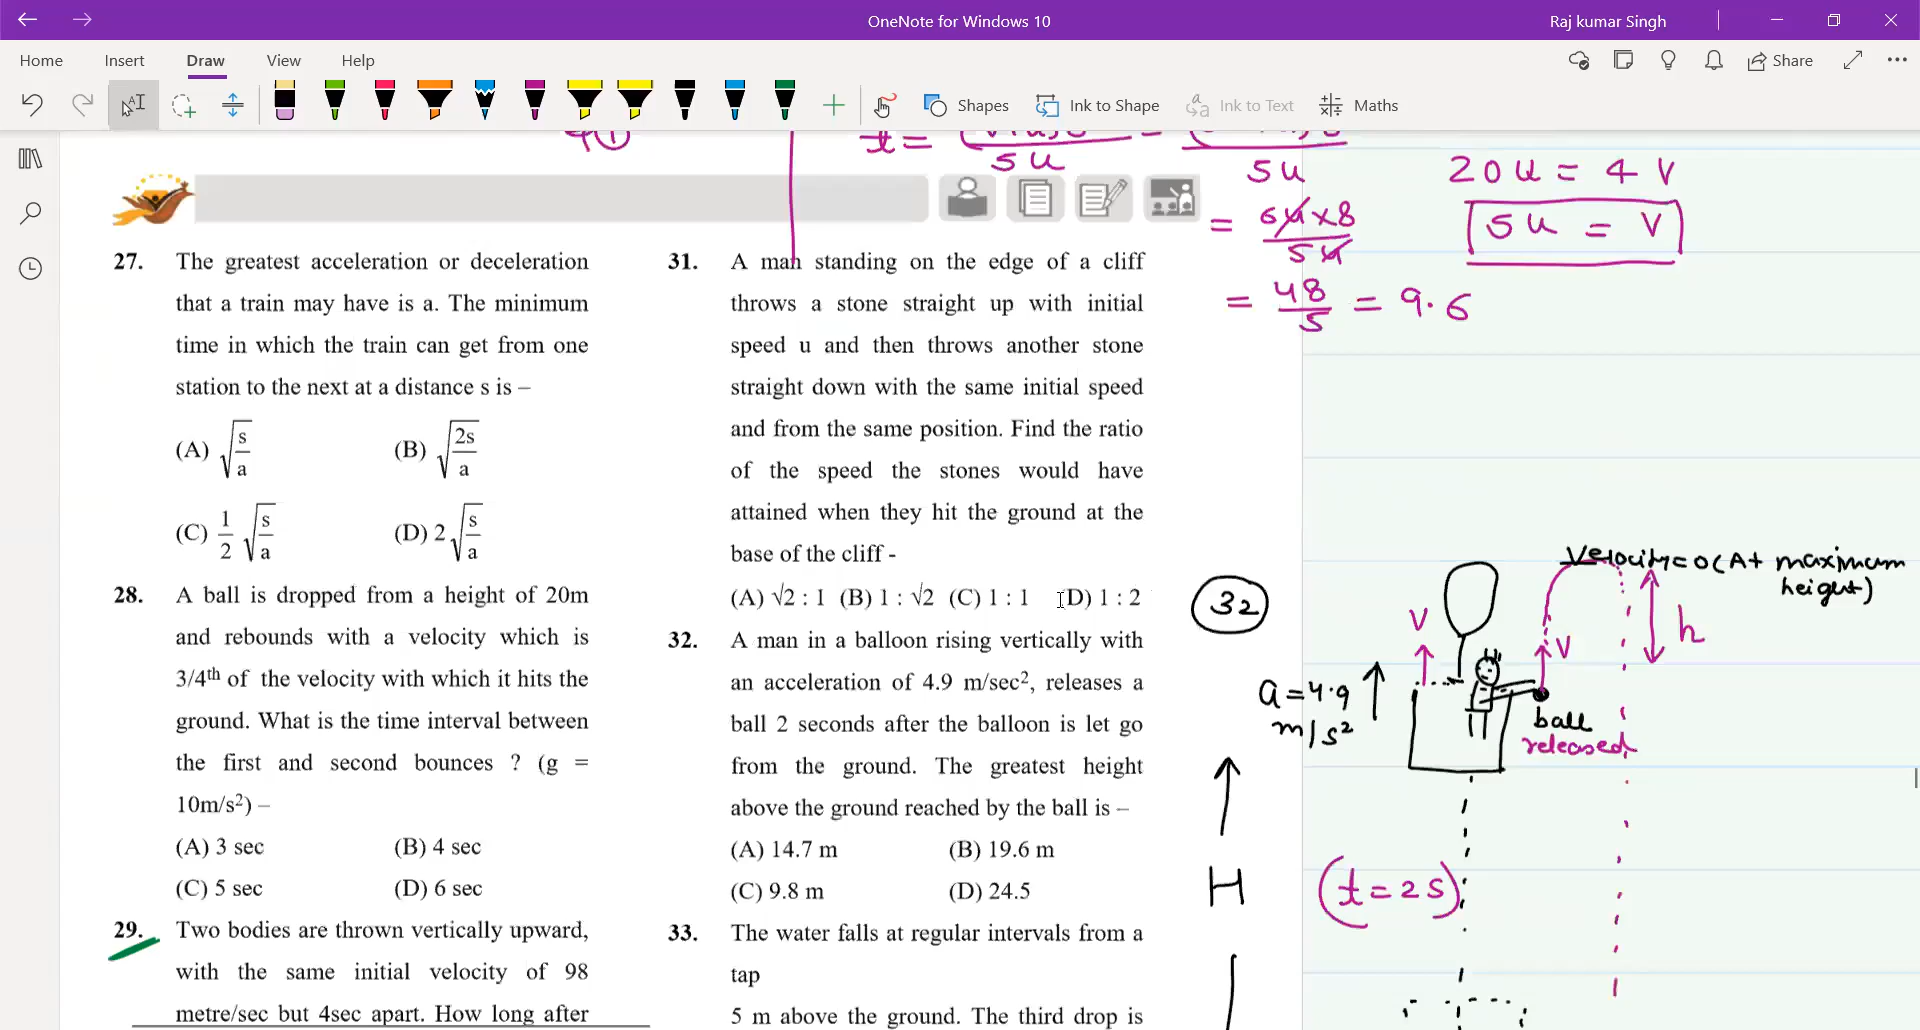 OneNote for Windows 10
Raj kumar Singh
Home Insert Draw View Help
Share
Shapes Ink to Shape Ink to Text Maths
27. The greatest acceleration or deceleration
that a train may have is a. The minimum
time in which the train can get from one
station to the next at a distance s is –
(A) √(s/a) (B) √(2s/a)
(C) 1/2 √(s/a) (D) 2 √(s/a)
28. A ball is dropped from a height of 20m
and rebounds with a velocity which is
3/4th of the velocity with which it hits the
ground. What is the time interval between
the first and second bounces ? (g =
10m/s²) –
(A) 3 sec (B) 4 sec
(C) 5 sec (D) 6 sec
29. Two bodies are thrown vertically upward,
with the same initial velocity of 98
metre/sec but 4sec apart. How long after
31. A man standing on the edge of a cliff
throws a stone straight up with initial
speed u and then throws another stone
straight down with the same initial speed
and from the same position. Find the ratio
of the speed the stones would have
attained when they hit the ground at the
base of the cliff -
(A) √2 : 1 (B) 1 : √2 (C) 1 : 1 (D) 1 : 2
32. A man in a balloon rising vertically with
an acceleration of 4.9 m/sec², releases a
ball 2 seconds after the balloon is let go
from the ground. The greatest height
above the ground reached by the ball is –
(A) 14.7 m (B) 19.6 m
(C) 9.8 m (D) 24.5
33. The water falls at regular intervals from a
tap
5 m above the ground. The third drop is
t =
5u
5u
= 6u×8
5u
= 48/5 = 9.6
20u = 4V
5u = V
32
Velocity=0(At maximum
height)
V
V
h
a=4.9
m/s²
ball
released
H
(t=2s)